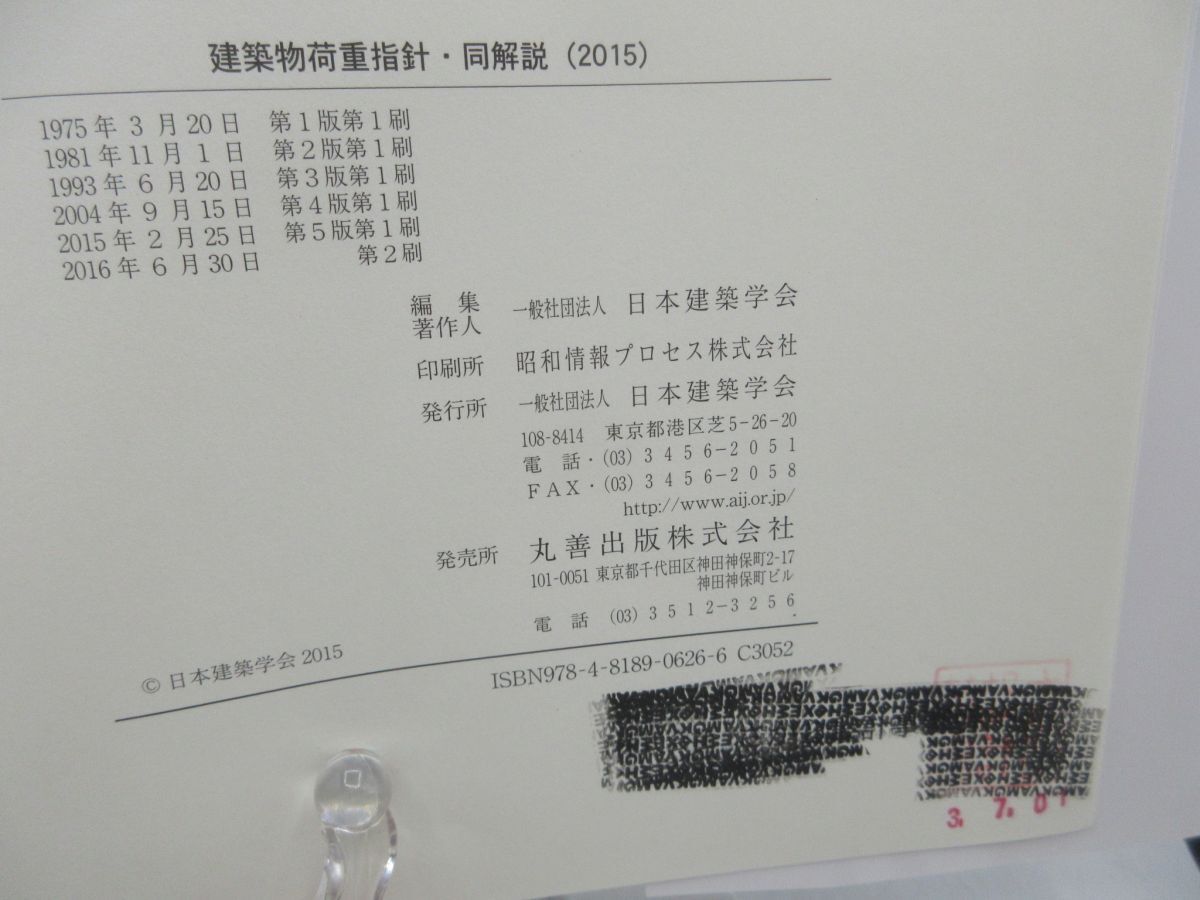 建築物荷重指針・同解説（2015）
1975年 3 月20日 第1版第1刷
1981年11月 1 日 第2版第1刷
1993年 6 月20日 第3版第1刷
2004年 9 月15日 第4版第1刷
2015年 2 月25日 第5版第1刷
2016年 6 月30日 第2刷
編集
著作人 一般社団法人 日本建築学会
印刷所 昭和情報プロセス株式会社
発行所 一般社団法人 日本建築学会
108-8414 東京都港区芝5-26-20
電 話・(03) 3456-2051
FAX・(03) 3456-2058
http://www.aij.or.jp/
発売所 丸善出版株式会社
101-0051 東京都千代田区神田神保町2-17
神田神保町ビル
電 話 (03) 3512-3256
© 日本建築学会 2015
ISBN978-4-8189-0626-6 C3052
3. 7. 01